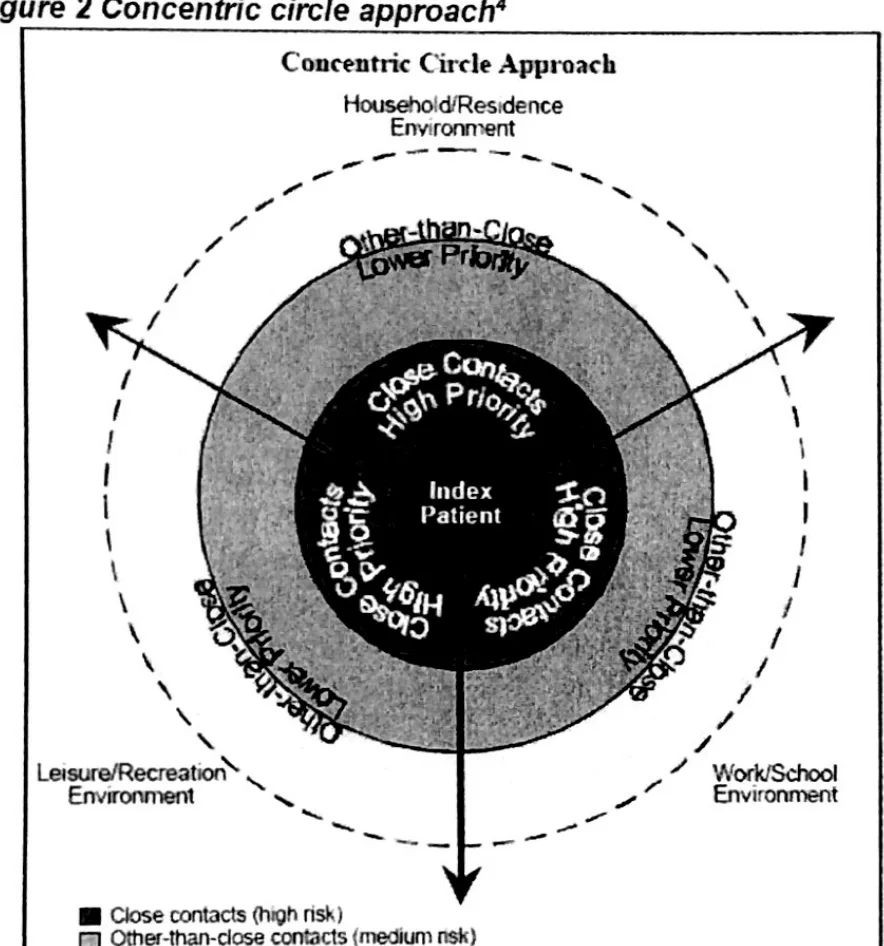 gure 2 Concentric circle approach⁴
Concentric Circle Approach
Household/Residence
Environment
Other-than-Close
Lower Priority
Close Contacts
High Priority
Index
Patient
Close Contacts
High Priority
Close Contacts
High Priority
Other-than-Close
Lower Priority
Other-than-Close
Lower Priority
Leisure/Recreation
Environment
Work/School
Environment
Close contacts (high risk)
Other-than-close contacts (medium risk)